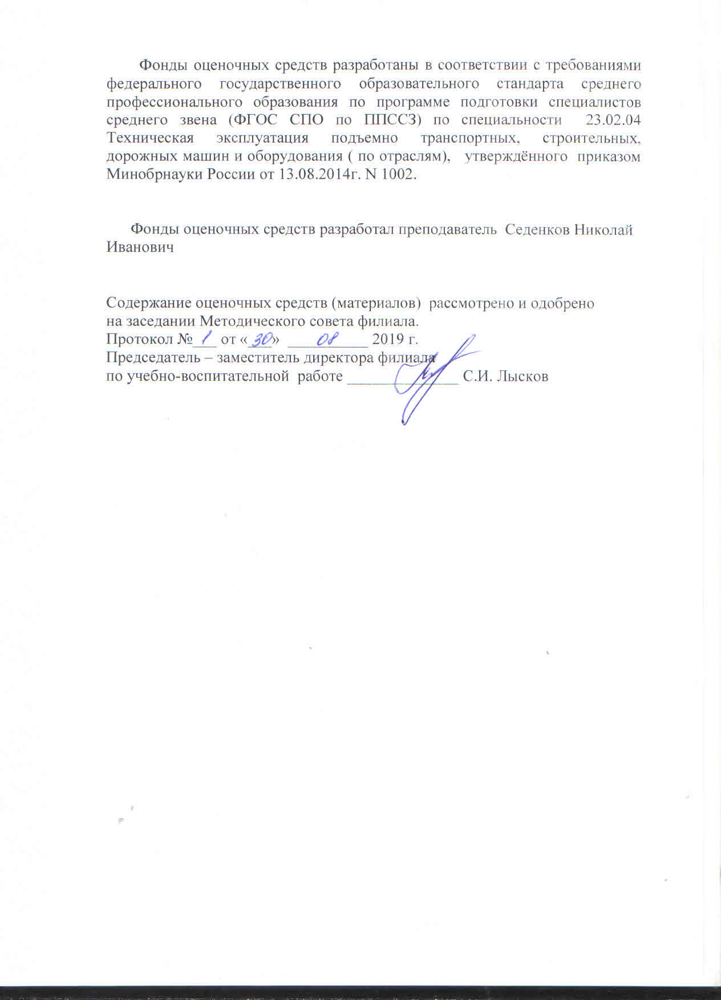 Фонды оценочных средств разработаны в соответствии с требованиями
федерального государственного образовательного стандарта среднего
профессионального образования по программе подготовки специалистов
среднего звена (ФГОС СПО по ППССЗ) по специальности 23.02.04
Техническая эксплуатация подъемно транспортных, строительных,
дорожных машин и оборудования ( по отраслям), утверждённого приказом
Минобрнауки России от 13.08.2014г. N 1002.
Фонды оценочных средств разработал преподаватель Седенков Николай
Иванович
Содержание оценочных средств (материалов) рассмотрено и одобрено
на заседании Методического совета филиала.
Протокол № 1 от «30» 08 2019 г.
Председатель – заместитель директора филиала
по учебно-воспитательной работе ______________ С.И. Лысков